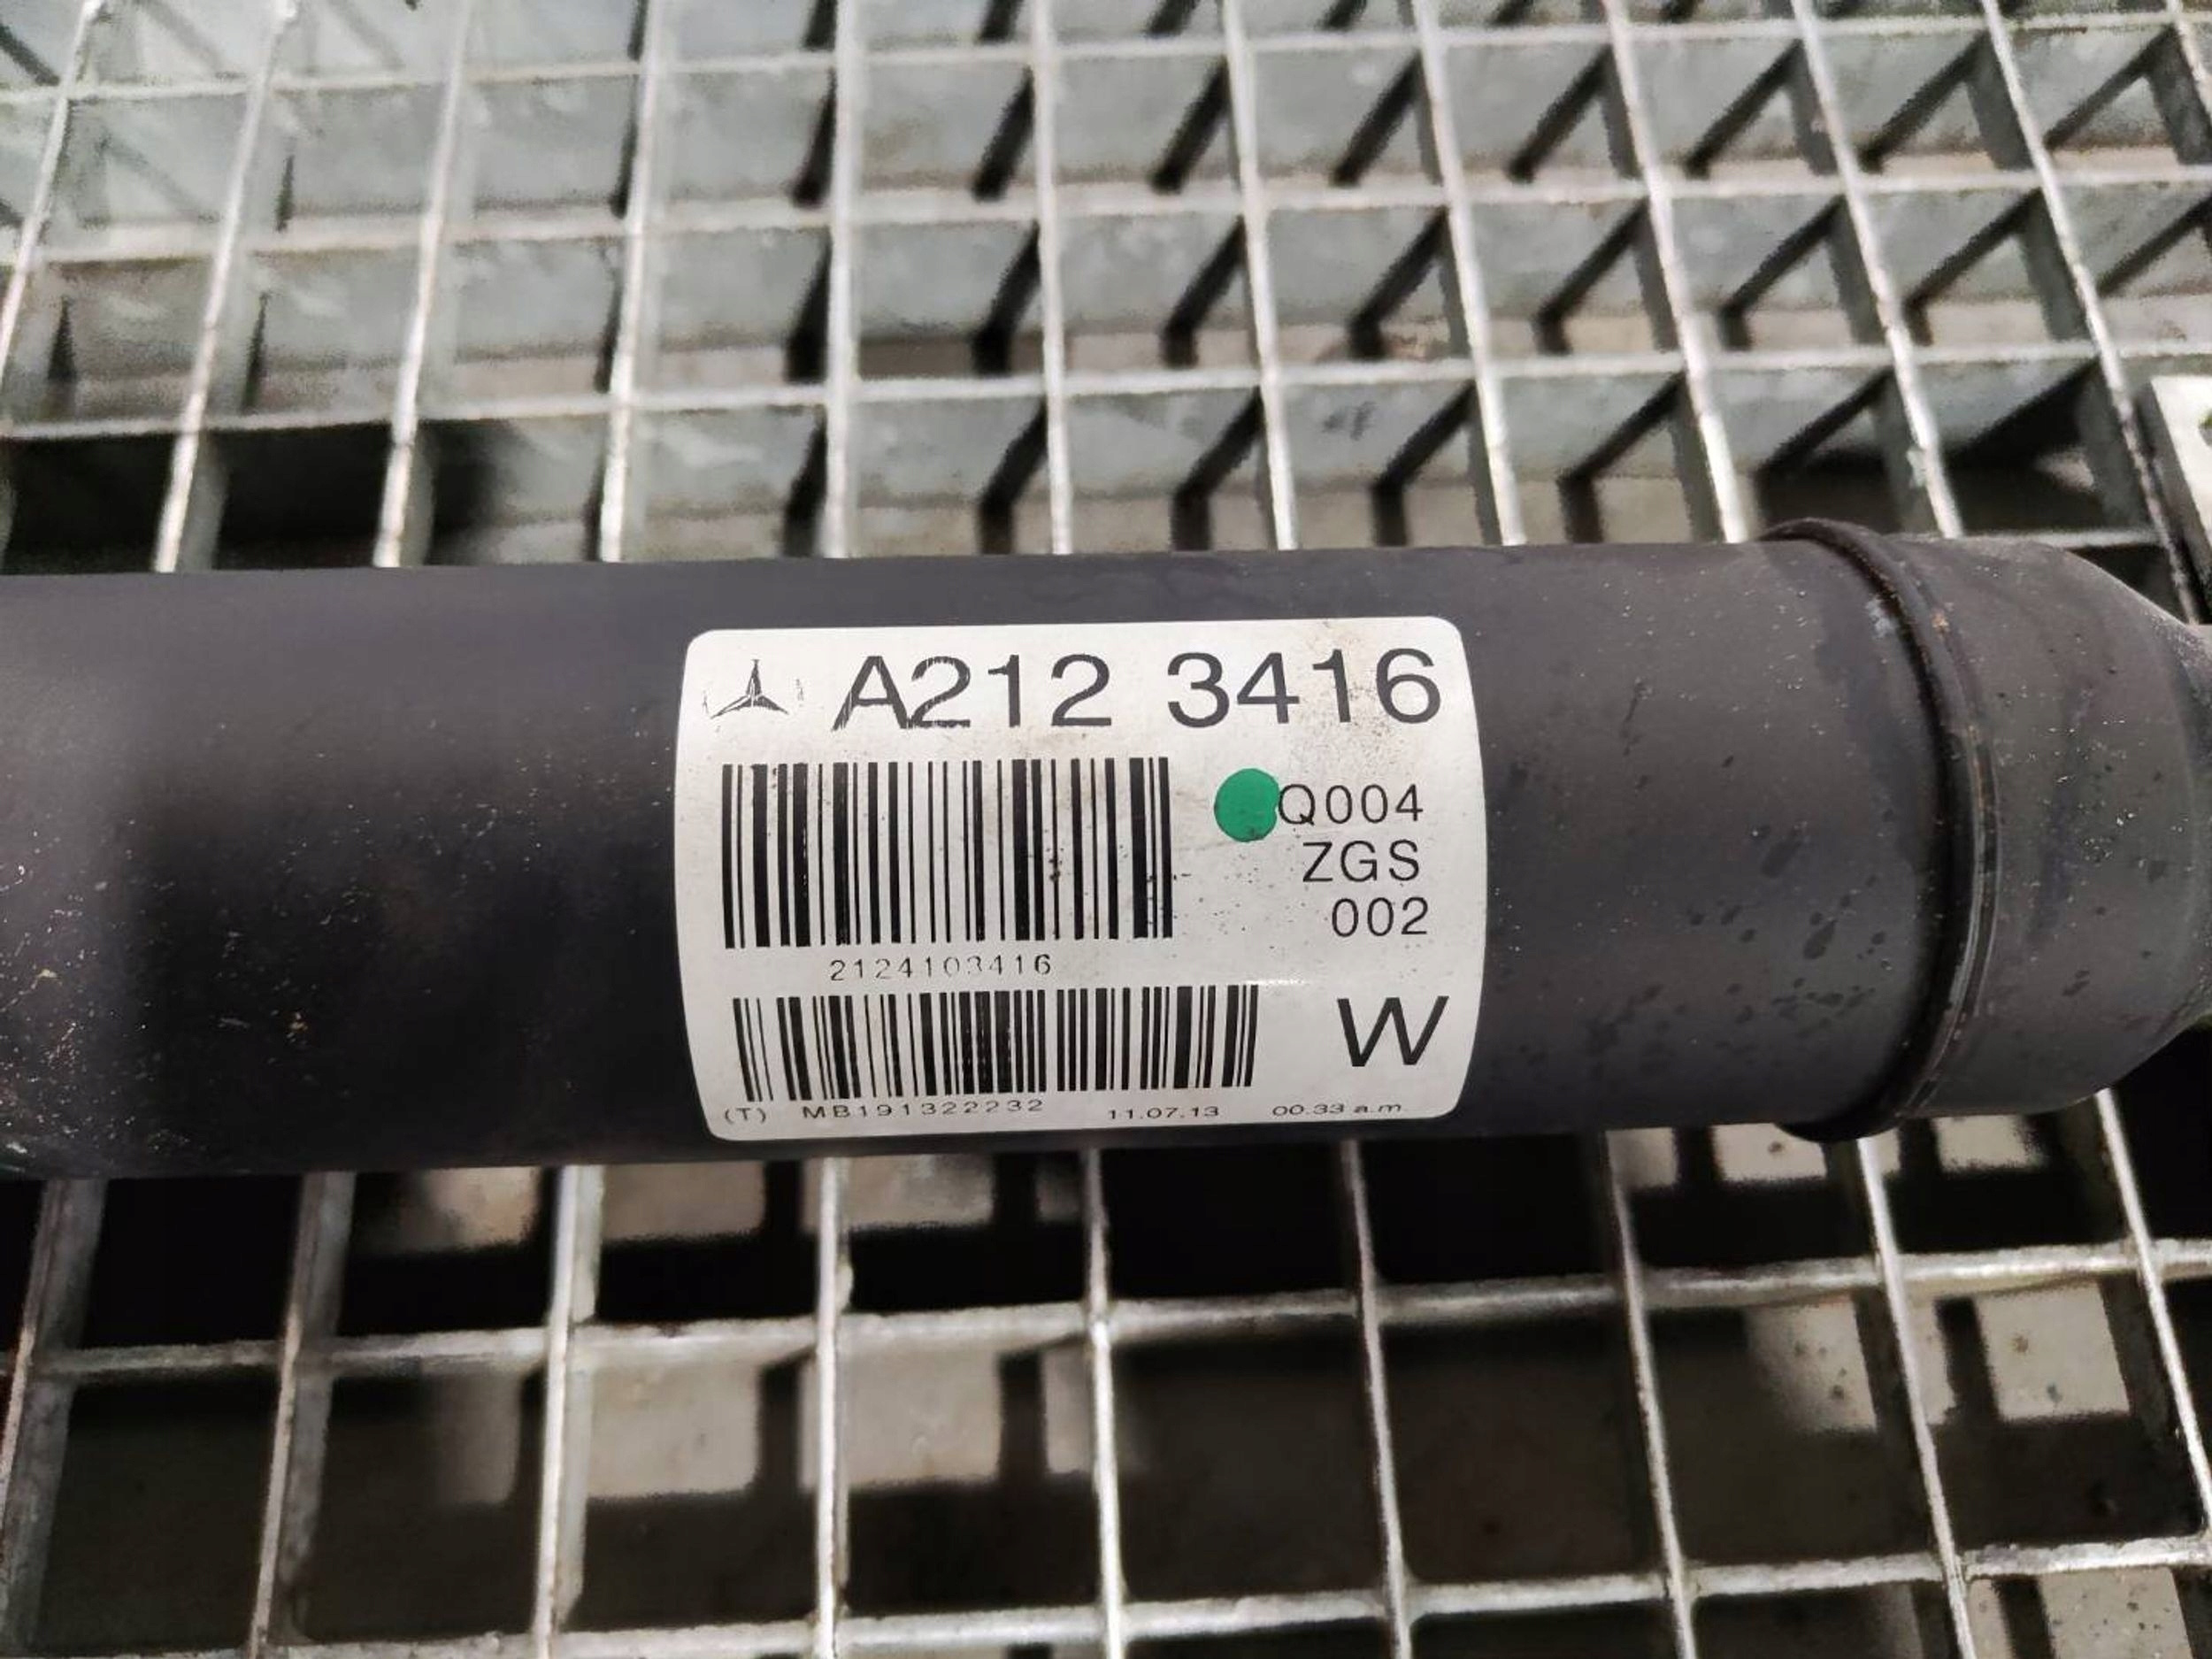 A212 3416
Q004
ZGS
002
2124103416
W
(T) MB191322232 11.07.13 00.33 a.m